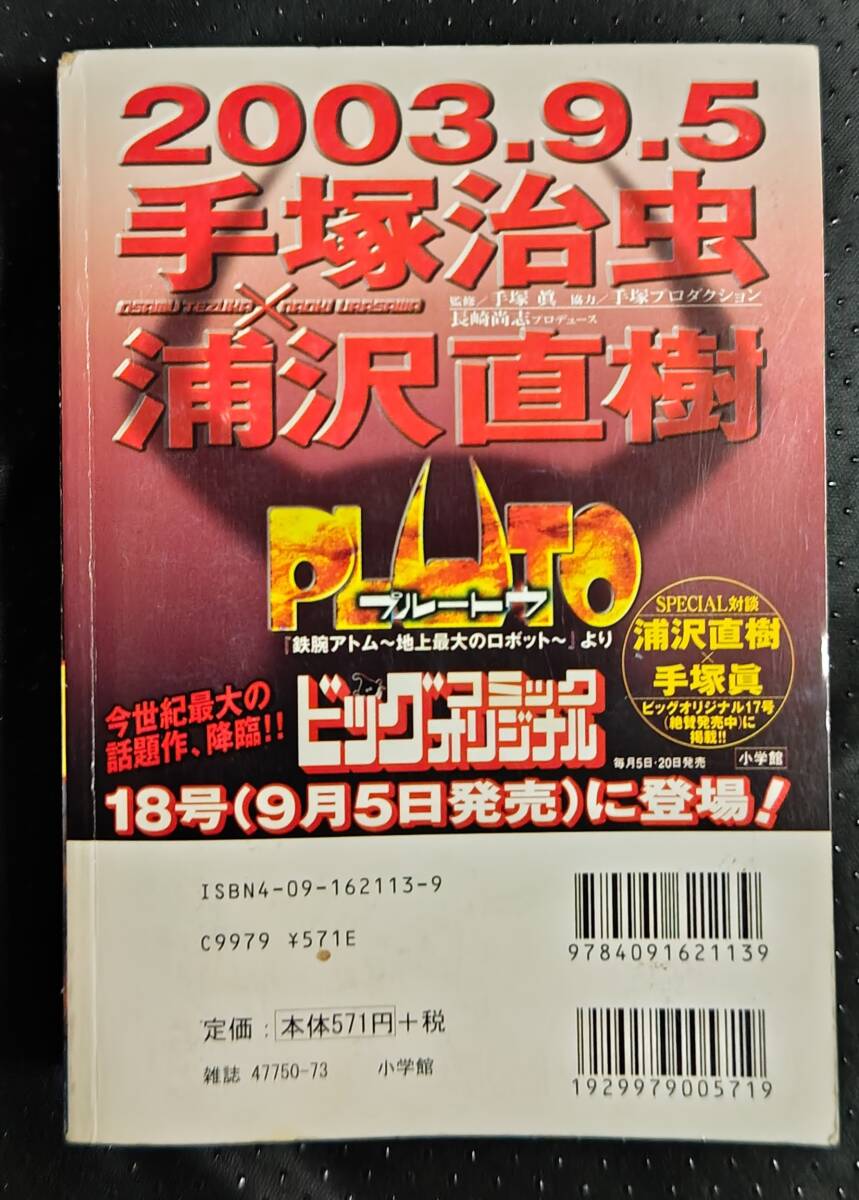 2003.9.5
手塚治虫
OSAMU TEZUKA × NAOKI URASAWA
監修/手塚 眞 協力/手塚プロダクション
長崎尚志プロデュース
浦沢直樹
PLUTO
プルートウ
『鉄腕アトム〜地上最大のロボット〜』より
SPECIAL対談
浦沢直樹
×
手塚眞
ビッグオリジナル17号
(絶賛発売中)に
掲載!!
今世紀最大の
話題作、降臨!!
ビッグコミック
オリジナル
毎月5日・20日発売
小学館
18号(9月5日発売)に登場!
ISBN4-09-162113-9
C9979 ¥571E
9784091621139
定価:本体571円+税
雑誌 47750-73
小学館
1929979005719